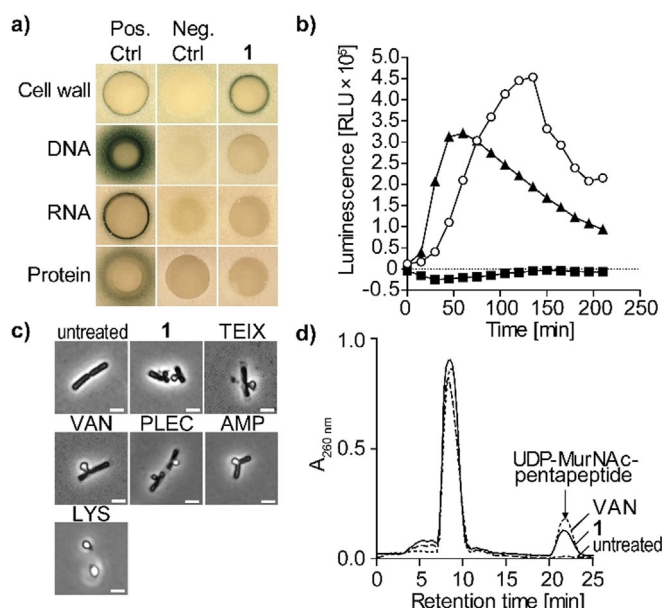 a)
Pos. Ctrl
Neg. Ctrl
1
Cell wall
DNA
RNA
Protein
b)
Luminescence [RLU × 10⁵]
5.0
4.5
4.0
3.5
3.0
2.5
2.0
1.5
1.0
0.5
0
-0.5
0 50 100 150 200 250
Time [min]
c)
untreated 1 TEIX
VAN PLEC AMP
LYS
d)
A260 nm
1.0
0.5
0.0
UDP-MurNAc-
pentapeptide
VAN
1
untreated
0 5 10 15 20 25
Retention time [min]